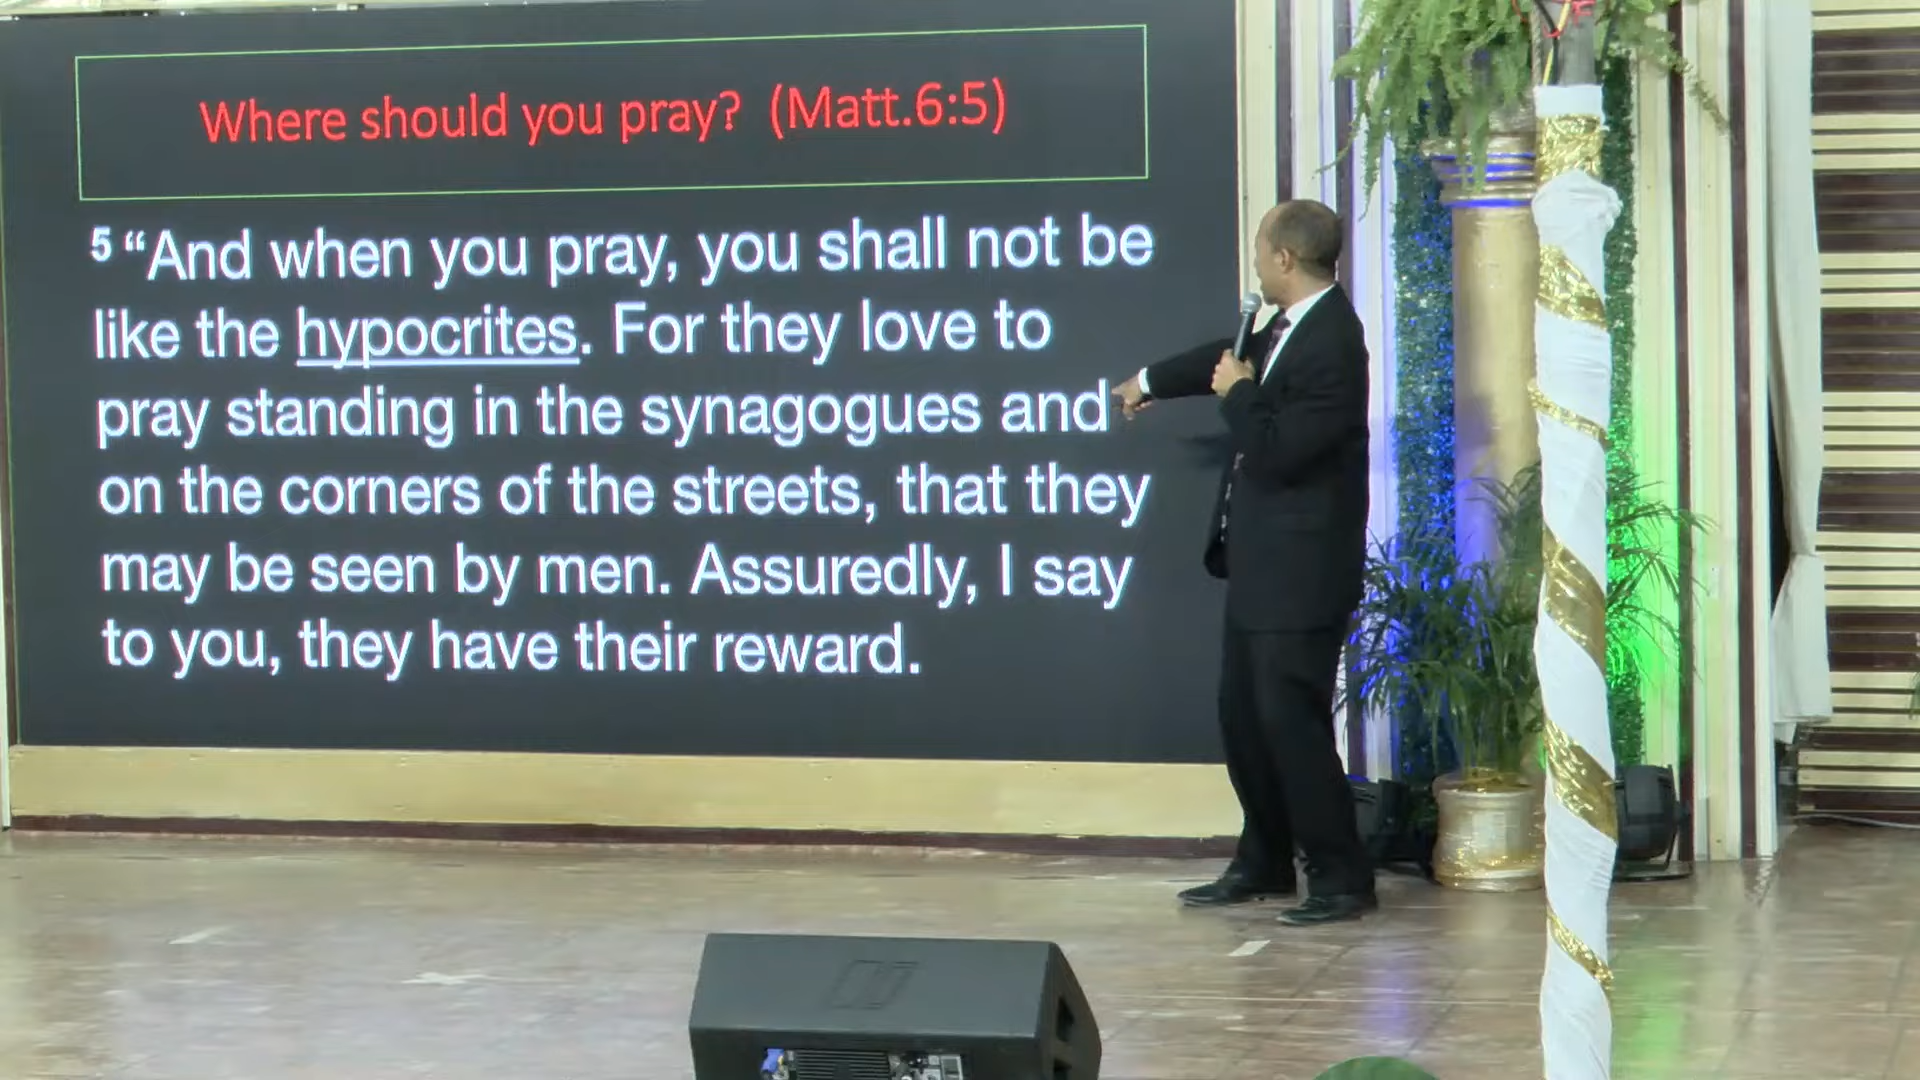 Where should you pray? (Matt.6:5)
5 “And when you pray, you shall not be
like the hypocrites. For they love to
pray standing in the synagogues and
on the corners of the streets, that they
may be seen by men. Assuredly, I say
to you, they have their reward.